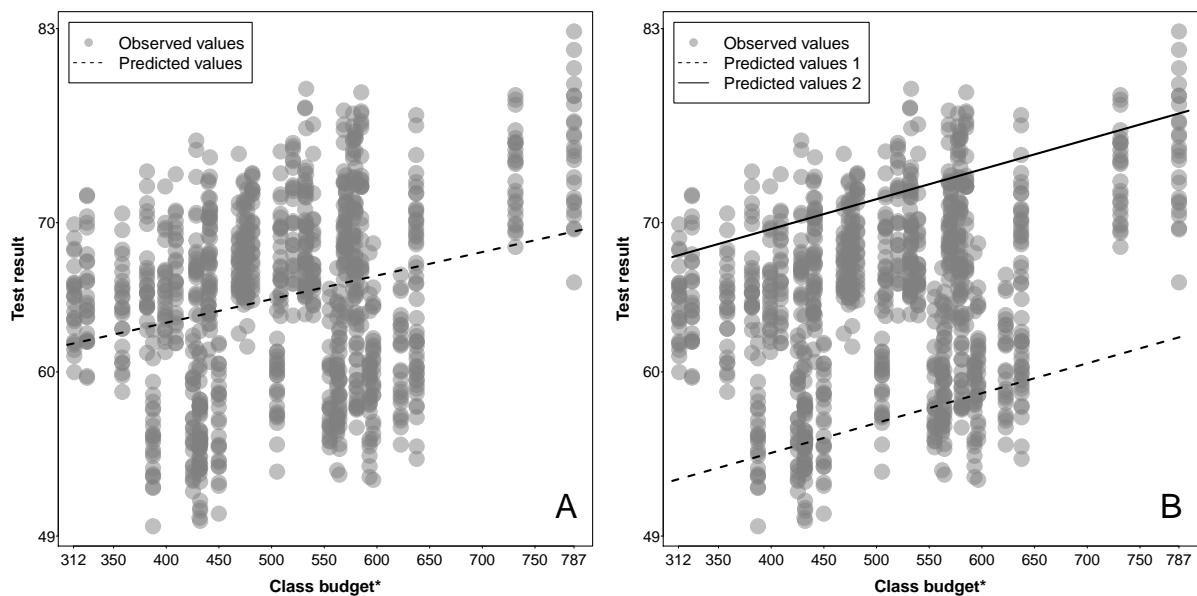 83
70
60
49
Test result
Observed values
Predicted values
A
312 350 400 450 500 550 600 650 700 750 787
Class budget*
83
70
60
49
Test result
Observed values
Predicted values 1
Predicted values 2
B
312 350 400 450 500 550 600 650 700 750 787
Class budget*